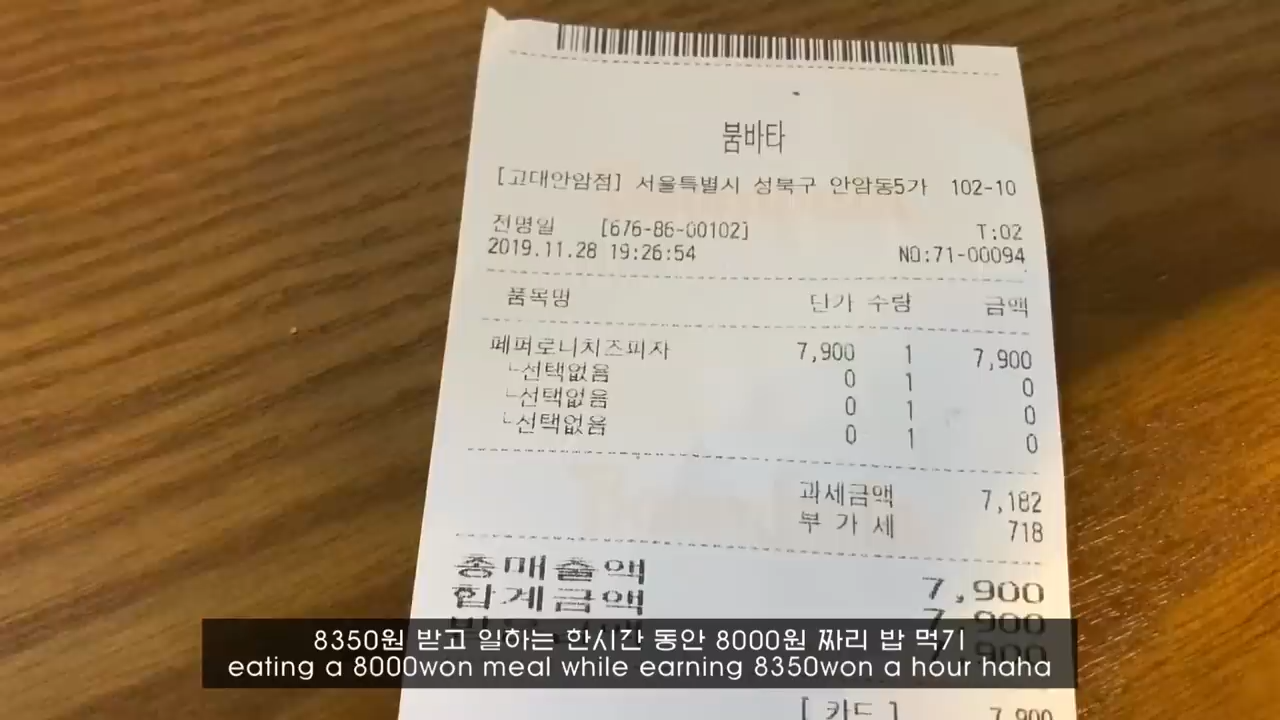 붐바타
[고대안암점] 서울특별시 성북구 안암동5가 102-10
전명일 [676-86-00102] T:02
2019.11.28 19:26:54 NO:71-00094
품목명 단가 수량 금액
페퍼로니치즈피자 7,900 1 7,900
└선택없음 0 1 0
└선택없음 0 1 0
└선택없음 0 1 0
과세금액 7,182
부 가 세 718
총매출액 7,900
합계금액 7,900
7,900
8350원 받고 일하는 한시간 동안 8000원 짜리 밥 먹기
eating a 8000won meal while earning 8350won a hour haha
[ 카드 ] 7,900